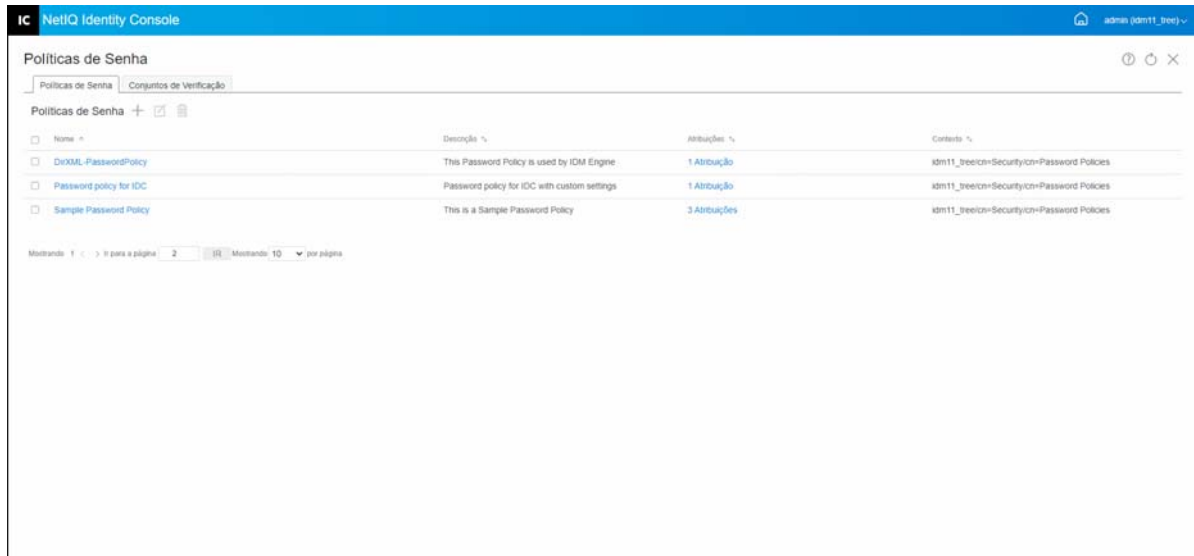 IC NetIQ Identity Console admin (idm11_tree)
Políticas de Senha
Políticas de Senha Conjuntos de Verificação
Políticas de Senha
Nome Descrição Atribuições Contexto
DirXML-PasswordPolicy This Password Policy is used by IDM Engine 1 Atribuição idm11_tree/cn=Security/cn=Password Policies
Password policy for IDC Password policy for IDC with custom settings 1 Atribuição idm11_tree/cn=Security/cn=Password Policies
Sample Password Policy This is a Sample Password Policy 3 Atribuições idm11_tree/cn=Security/cn=Password Policies
Mostrando 1 < > Ir para a página 2 IR Mostrando 10 por página